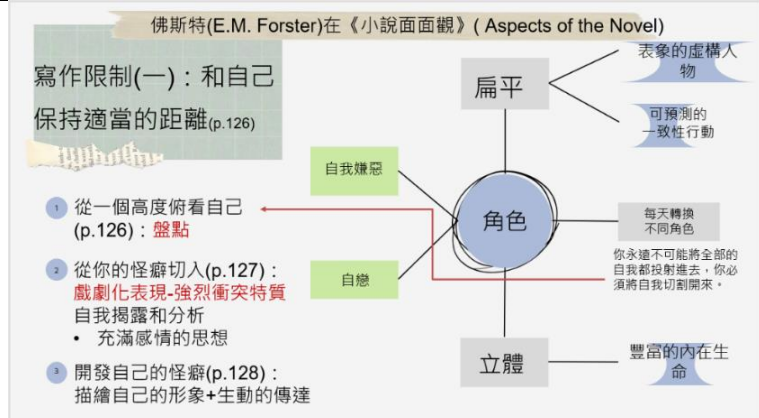 佛斯特(E.M. Forster)在《小說面面觀》( Aspects of the Novel)
寫作限制(一)：和自己
保持適當的距離(p.126)
1 從一個高度俯看自己
(p.126)：盤點
2 從你的怪癖切入(p.127)：
戲劇化表現-強烈衝突特質
自我揭露和分析
• 充滿感情的思想
3 開發自己的怪癖(p.128)：
描繪自己的形象+生動的傳達
自我嫌惡
自戀
角色
扁平
表象的虛構人
物
可預測的
一致性行動
每天轉換
不同角色
你永遠不可能將全部的
自我都投射進去，你必
須將自我切割開來。
立體
豐富的內在生
命